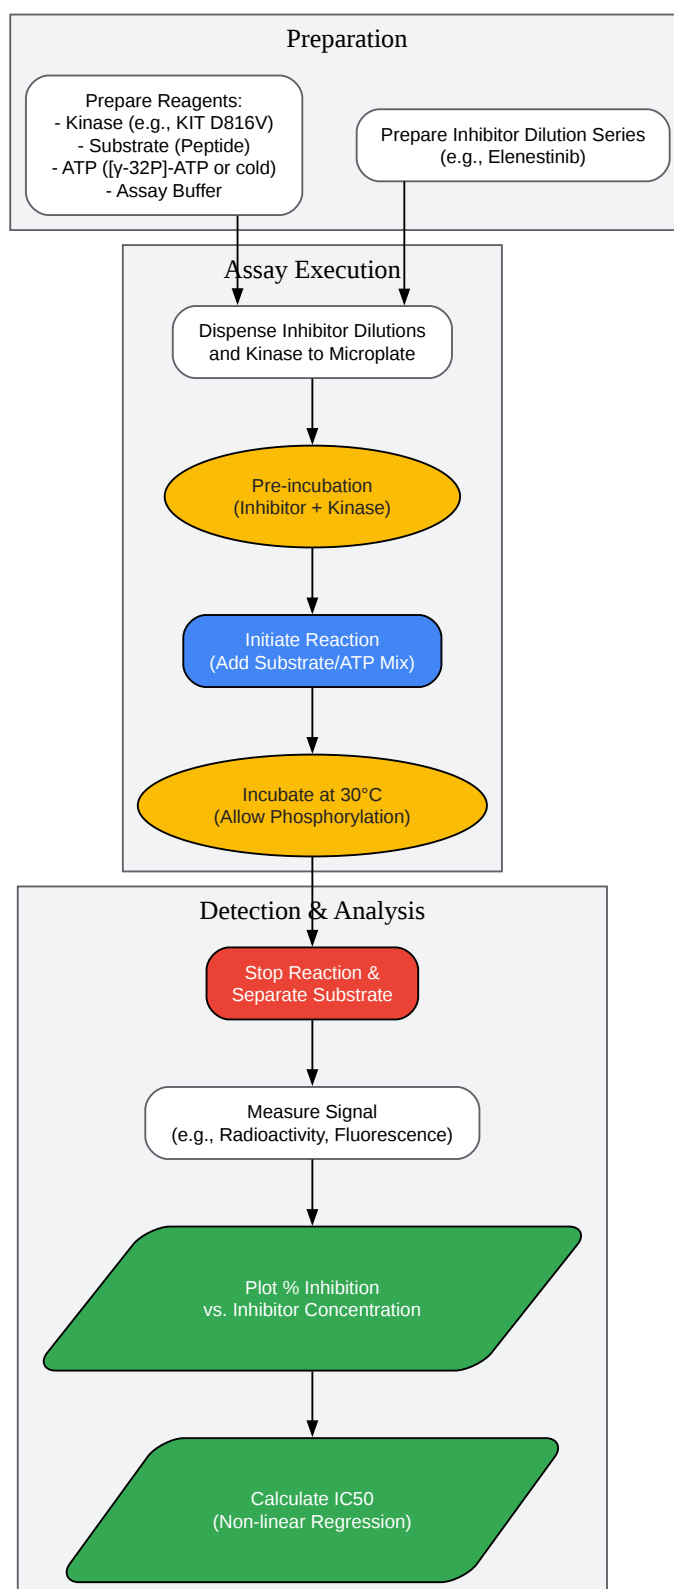 Preparation
Prepare Reagents:
- Kinase (e.g., KIT D816V)
- Substrate (Peptide)
- ATP ([γ-32P]-ATP or cold)
- Assay Buffer
Prepare Inhibitor Dilution Series
(e.g., Elenestinib)
Assay Execution
Dispense Inhibitor Dilutions
and Kinase to Microplate
Pre-incubation
(Inhibitor + Kinase)
Initiate Reaction
(Add Substrate/ATP Mix)
Incubate at 30°C
(Allow Phosphorylation)
Detection & Analysis
Stop Reaction &
Separate Substrate
Measure Signal
(e.g., Radioactivity, Fluorescence)
Plot % Inhibition
vs. Inhibitor Concentration
Calculate IC50
(Non-linear Regression)